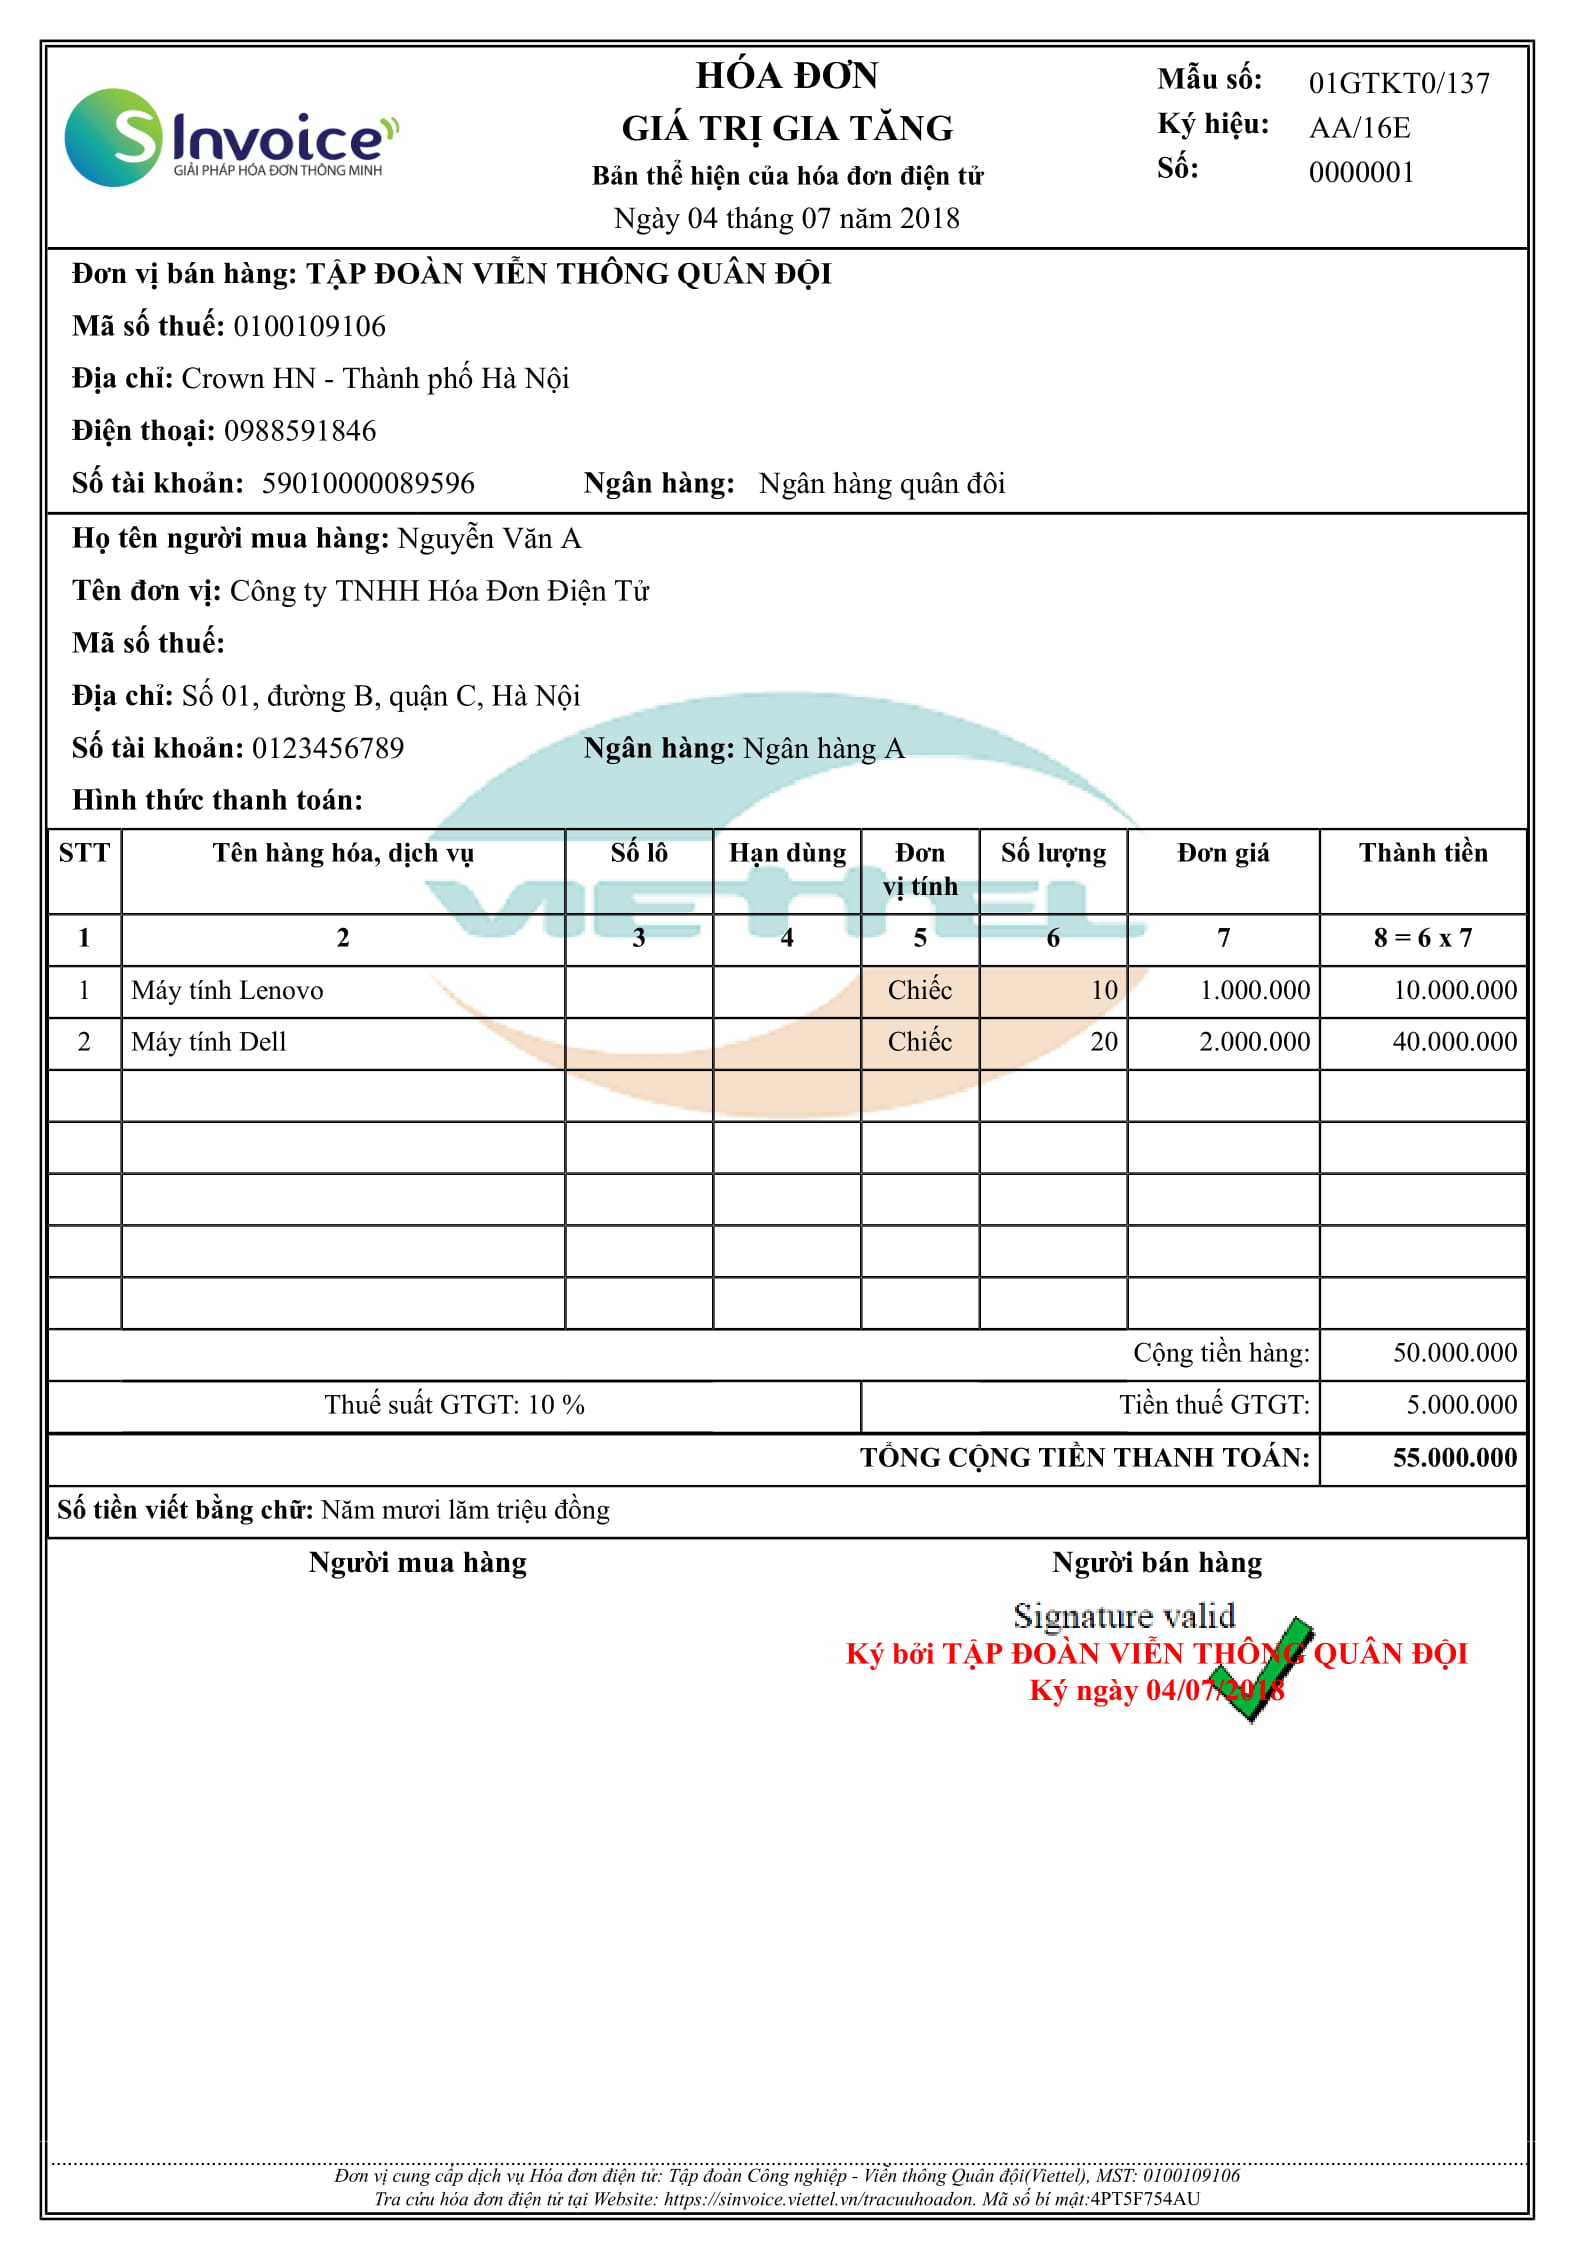 S Invoice
GIẢI PHÁP HÓA ĐƠN THÔNG MINH
HÓA ĐƠN
GIÁ TRỊ GIA TĂNG
Bản thể hiện của hóa đơn điện tử
Ngày 04 tháng 07 năm 2018
Mẫu số: 01GTKT0/137
Ký hiệu: AA/16E
Số: 0000001
Đơn vị bán hàng: TẬP ĐOÀN VIỄN THÔNG QUÂN ĐỘI
Mã số thuế: 0100109106
Địa chỉ: Crown HN - Thành phố Hà Nội
Điện thoại: 0988591846
Số tài khoản: 59010000089596 Ngân hàng: Ngân hàng quân đôi
Họ tên người mua hàng: Nguyễn Văn A
Tên đơn vị: Công ty TNHH Hóa Đơn Điện Tử
Mã số thuế:
Địa chỉ: Số 01, đường B, quận C, Hà Nội
Số tài khoản: 0123456789 Ngân hàng: Ngân hàng A
Hình thức thanh toán:
VIETTEL
STT Tên hàng hóa, dịch vụ Số lô Hạn dùng Đơn vị tính Số lượng Đơn giá Thành tiền
1 2 3 4 5 6 7 8 = 6 x 7
1 Máy tính Lenovo Chiếc 10 1.000.000 10.000.000
2 Máy tính Dell Chiếc 20 2.000.000 40.000.000
Cộng tiền hàng: 50.000.000
Thuế suất GTGT: 10 % Tiền thuế GTGT: 5.000.000
TỔNG CỘNG TIỀN THANH TOÁN: 55.000.000
Số tiền viết bằng chữ: Năm mươi lăm triệu đồng
Người mua hàng Người bán hàng
Signature valid
Ký bởi TẬP ĐOÀN VIỄN THÔNG QUÂN ĐỘI
Ký ngày 04/07/2018
Đơn vị cung cấp dịch vụ Hóa đơn điện tử: Tập đoàn Công nghiệp - Viễn thông Quân đội(Viettel), MST: 0100109106
Tra cứu hóa đơn điện tử tại Website: https://sinvoice.viettel.vn/tracuuhoadon. Mã số bí mật:4PT5F754AU